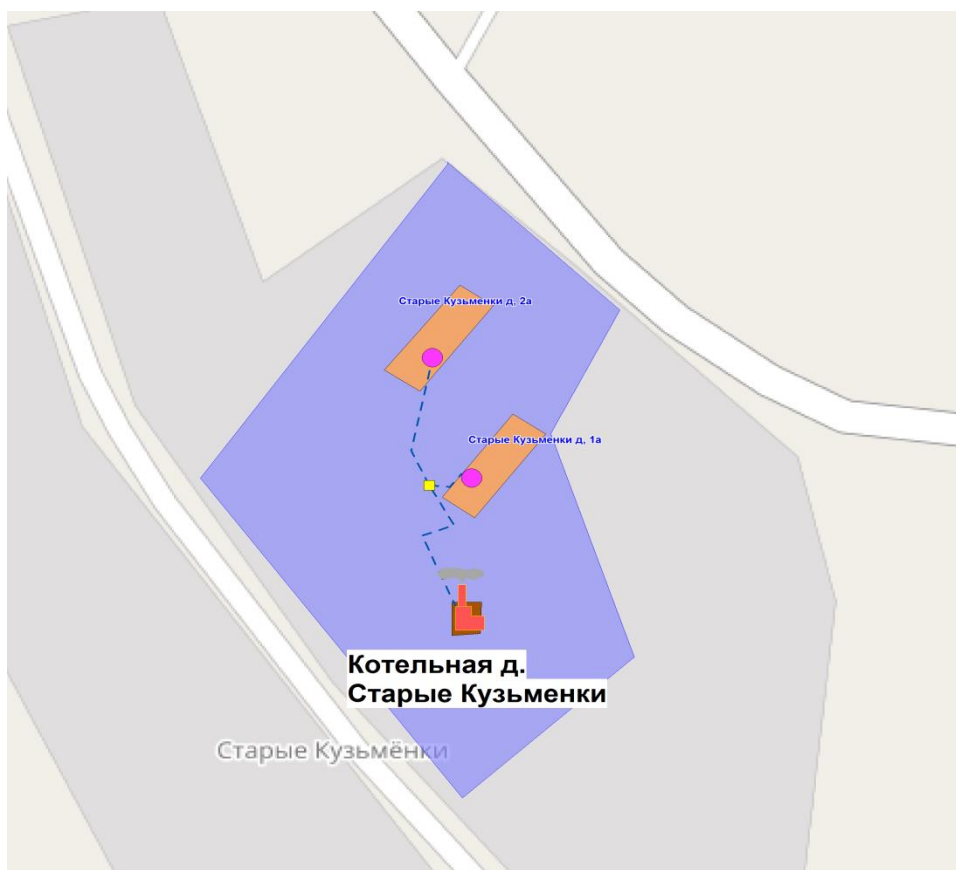 Старые Кузьменки д, 2а
Старые Кузьменки д, 1а
Котельная д.
Старые Кузьменки
Старые Кузьмёнки